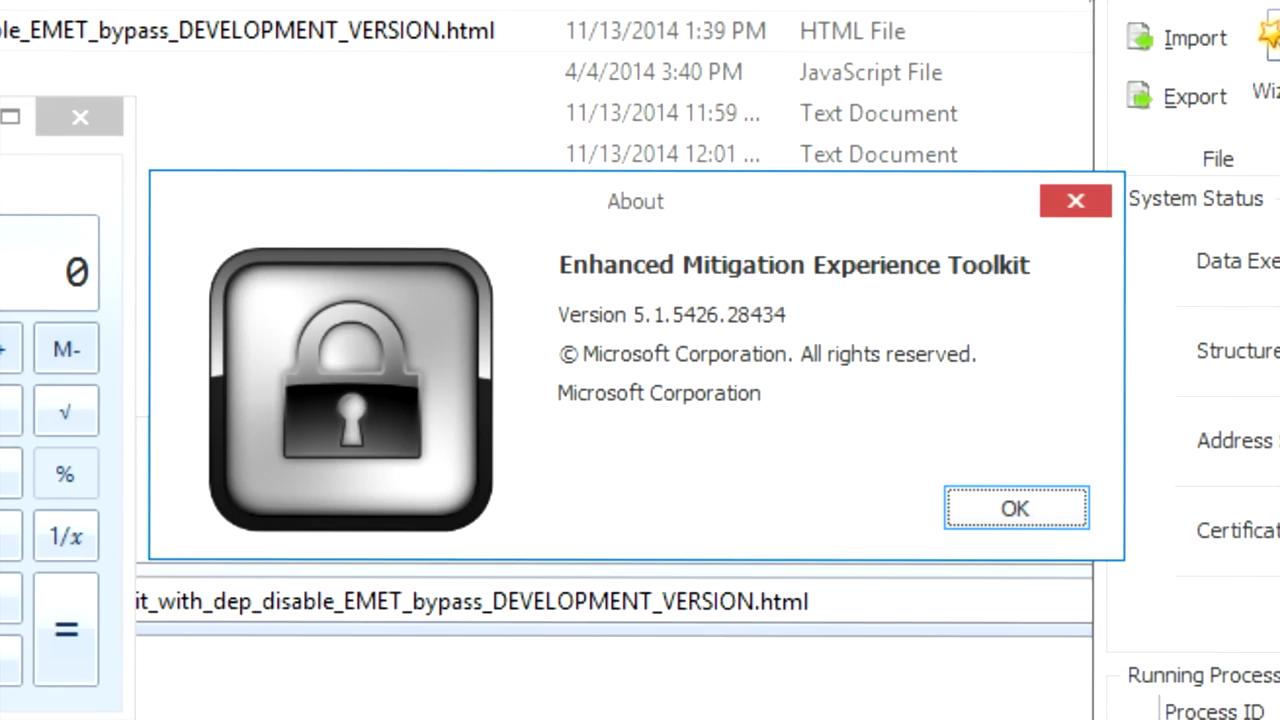 le_EMET_bypass_DEVELOPMENT_VERSION.html 11/13/2014 1:39 PM HTML File
4/4/2014 3:40 PM JavaScript File
11/13/2014 11:59 ... Text Document
11/13/2014 12:01 ... Text Document
Import
Export
Wiz
File
System Status
Data Exe
Structure
Address
Certificat
Running Process
Process ID
0
M-
√
%
1/x
=
About
Enhanced Mitigation Experience Toolkit
Version 5.1.5426.28434
© Microsoft Corporation. All rights reserved.
Microsoft Corporation
OK
it_with_dep_disable_EMET_bypass_DEVELOPMENT_VERSION.html